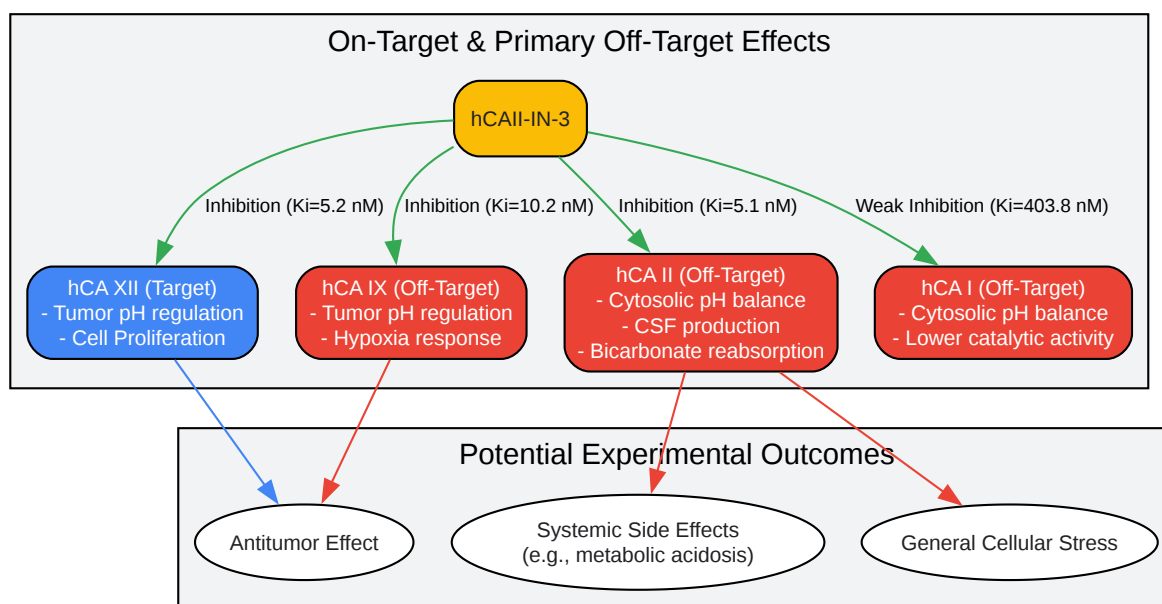 On-Target & Primary Off-Target Effects
hCAII-IN-3
Inhibition (Ki=5.2 nM)
Inhibition (Ki=10.2 nM)
Inhibition (Ki=5.1 nM)
Weak Inhibition (Ki=403.8 nM)
hCA XII (Target)
- Tumor pH regulation
- Cell Proliferation
hCA IX (Off-Target)
- Tumor pH regulation
- Hypoxia response
hCA II (Off-Target)
- Cytosolic pH balance
- CSF production
- Bicarbonate reabsorption
hCA I (Off-Target)
- Cytosolic pH balance
- Lower catalytic activity
Potential Experimental Outcomes
Antitumor Effect
Systemic Side Effects
(e.g., metabolic acidosis)
General Cellular Stress